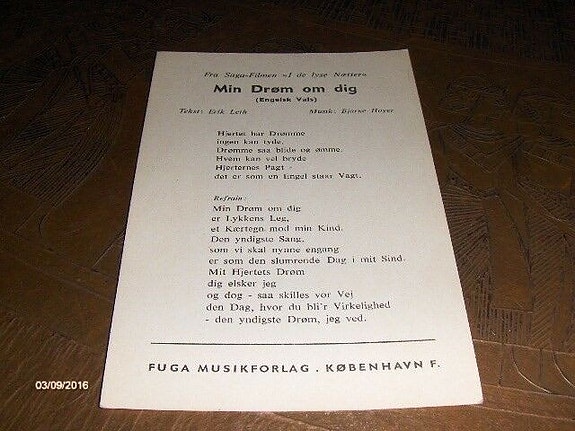 Fra Saga-Filmen »I de lyse Nætter«
Min Drøm om dig
(Engelsk Vals)
Tekst: Erik Leth Musik: Bjarne Hoyer
Hjertet har Drømme
ingen kan tyde,
Drømme saa blide og ømme.
Hvem kan vel bryde
Hjerternes Pagt -
det er som en Engel staar Vagt.
Refrain:
Min Drøm om dig
er Lykkens Leg,
et Kærtegn mod min Kind.
Den yndigste Sang,
som vi skal nynne engang
er som den slumrende Dag i mit Sind.
Mit Hjertets Drøm
dig elsker jeg
og dog - saa skilles vor Vej
den Dag, hvor du bli'r Virkelighed
- den yndigste Drøm, jeg ved.
FUGA MUSIKFORLAG . KØBENHAVN F.
03/09/2016